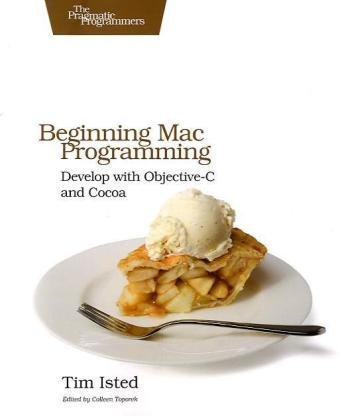 The
Pragmatic
Programmers
Beginning Mac
Programming
Develop with Objective-C
and Cocoa
Tim Isted
Edited by Colleen Toporek